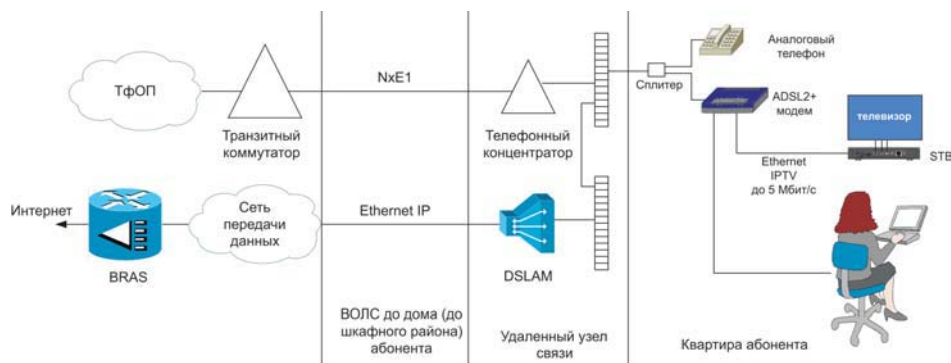 ТфОП
Транзитный
коммутатор
NxE1
Телефонный
концентратор
Сплитер
Аналоговый
телефон
ADSL2+
модем
телевизор
STB
Ethernet
IPTV
до 5 Мбит/с
Интернет
BRAS
Сеть
передачи
данных
Ethernet IP
DSLAM
ВОЛС до дома (до
шкафного района)
абонента
Удаленный узел
связи
Квартира абонента